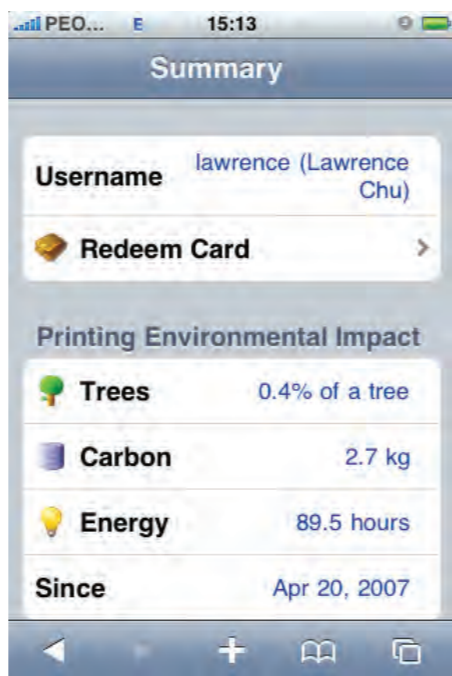 PEO... E 15:13
Summary
Username lawrence (Lawrence
Chu)
Redeem Card
Printing Environmental Impact
Trees 0.4% of a tree
Carbon 2.7 kg
Energy 89.5 hours
Since Apr 20, 2007